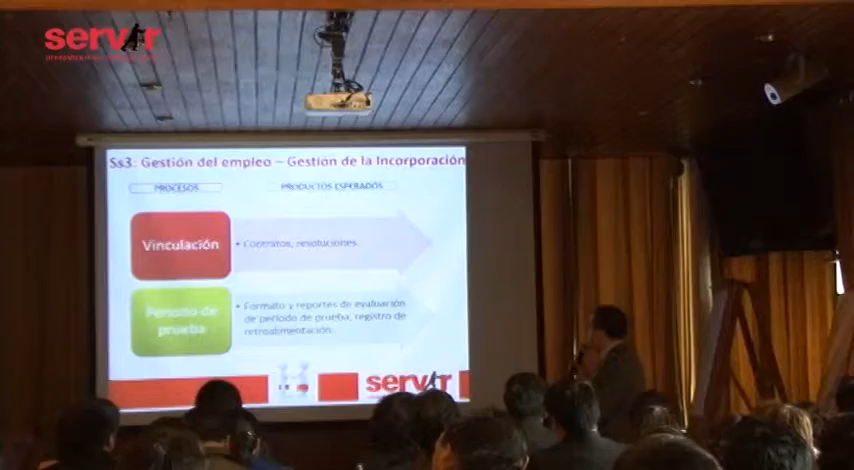 servir
Ss3: Gestión del empleo – Gestión de la Incorporación
PROCESOS
PRODUCTOS ESPERADOS
Vinculación
• Contratos, resoluciones.
Periodo de
prueba
• Formato y reportes de evaluación
de periodo de prueba, registro de
retroalimentación.
servir